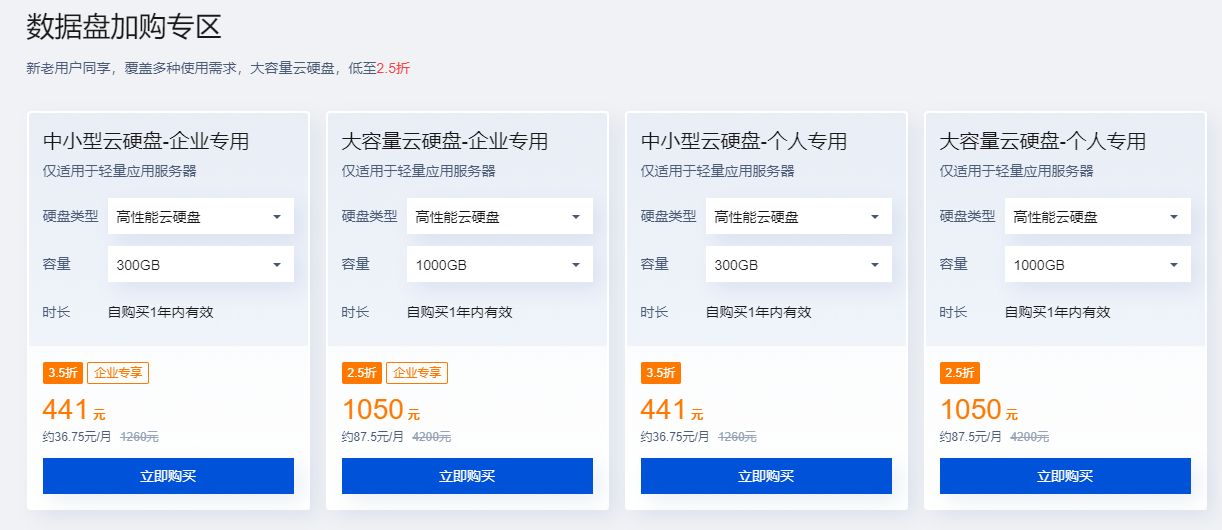 数据盘加购专区
新老用户同享，覆盖多种使用需求，大容量云硬盘，低至2.5折
中小型云硬盘-企业专用
仅适用于轻量应用服务器
硬盘类型 高性能云硬盘
容量 300GB
时长 自购买1年内有效
3.5折 企业专享
441 元
约36.75元/月 1260元
立即购买
大容量云硬盘-企业专用
仅适用于轻量应用服务器
硬盘类型 高性能云硬盘
容量 1000GB
时长 自购买1年内有效
2.5折 企业专享
1050 元
约87.5元/月 4200元
立即购买
中小型云硬盘-个人专用
仅适用于轻量应用服务器
硬盘类型 高性能云硬盘
容量 300GB
时长 自购买1年内有效
3.5折
441 元
约36.75元/月 1260元
立即购买
大容量云硬盘-个人专用
仅适用于轻量应用服务器
硬盘类型 高性能云硬盘
容量 1000GB
时长 自购买1年内有效
2.5折
1050 元
约87.5元/月 4200元
立即购买